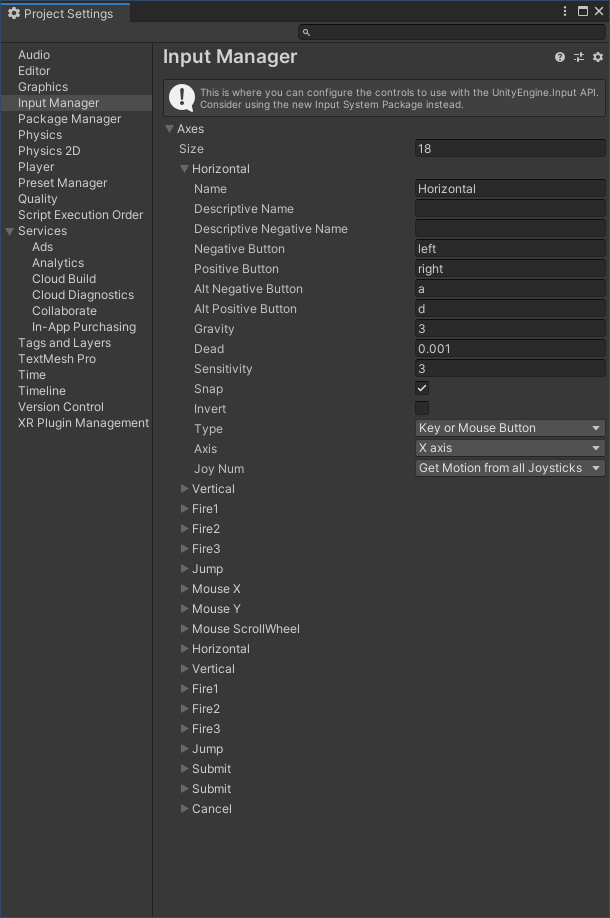 Project Settings
Audio
Editor
Graphics
Input Manager
Package Manager
Physics
Physics 2D
Player
Preset Manager
Quality
Script Execution Order
Services
Ads
Analytics
Cloud Build
Cloud Diagnostics
Collaborate
In-App Purchasing
Tags and Layers
TextMesh Pro
Time
Timeline
Version Control
XR Plugin Management
Input Manager
This is where you can configure the controls to use with the UnityEngine.Input API.
Consider using the new Input System Package instead.
Axes
Size 18
Horizontal
Name Horizontal
Descriptive Name
Descriptive Negative Name
Negative Button left
Positive Button right
Alt Negative Button a
Alt Positive Button d
Gravity 3
Dead 0.001
Sensitivity 3
Snap
Invert
Type Key or Mouse Button
Axis X axis
Joy Num Get Motion from all Joysticks
Vertical
Fire1
Fire2
Fire3
Jump
Mouse X
Mouse Y
Mouse ScrollWheel
Horizontal
Vertical
Fire1
Fire2
Fire3
Jump
Submit
Submit
Cancel